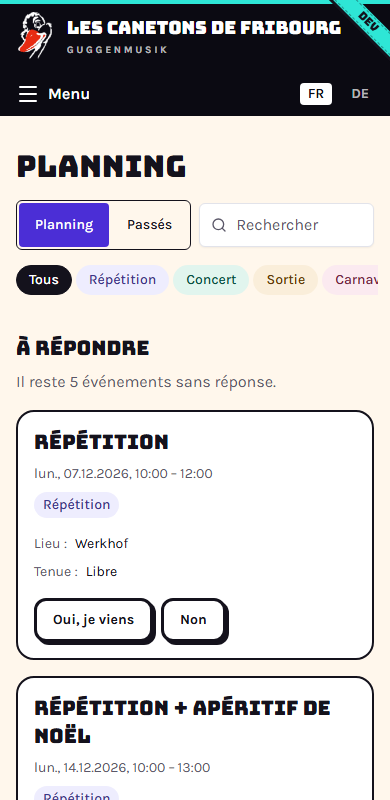 LES CANETONS DE FRIBOURG
GUGGENMUSIK
DEV
Menu
FR DE
PLANNING
Planning Passés Rechercher
Tous Répétition Concert Sortie Carnav
À RÉPONDRE
Il reste 5 événements sans réponse.
RÉPÉTITION
lun., 07.12.2026, 10:00 – 12:00
Répétition
Lieu : Werkhof
Tenue : Libre
Oui, je viens Non
RÉPÉTITION + APÉRITIF DE
NOËL
lun., 14.12.2026, 10:00 – 13:00
Répétition